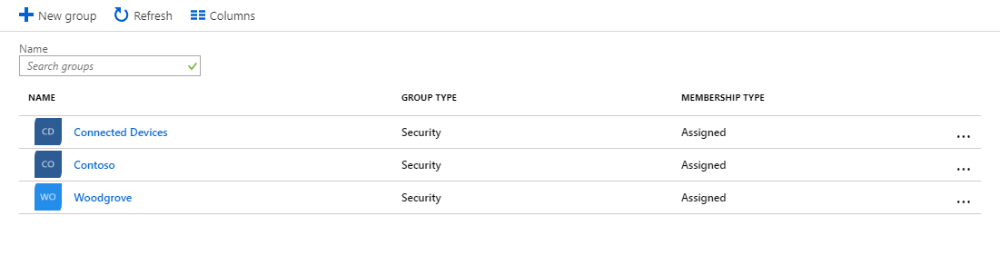 New group Refresh Columns
Name
Search groups
NAME GROUP TYPE MEMBERSHIP TYPE
CD Connected Devices Security Assigned ...
CO Contoso Security Assigned ...
WO Woodgrove Security Assigned ...